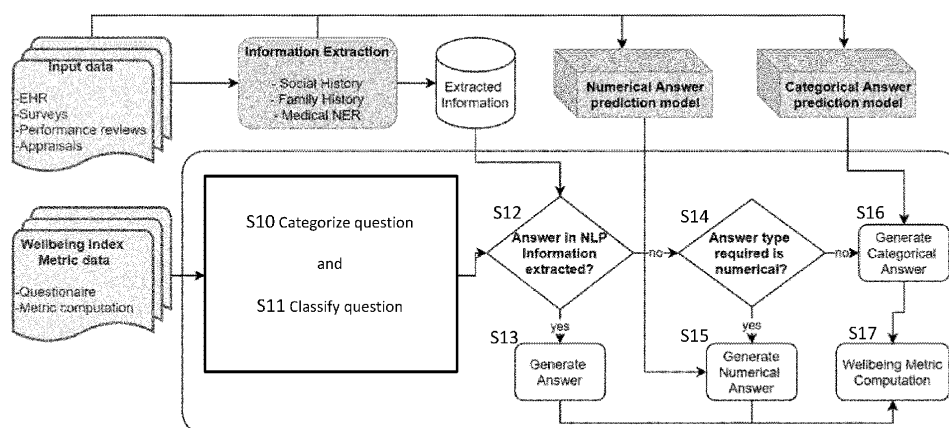 Input data
-EHR
-Surveys
-Performance reviews
-Appraisals
Information Extraction
- Social History
- Family History
- Medical NER
Extracted
Information
Numerical Answer
prediction model
Categorical Answer
prediction model
Wellbeing Index
Metric data
-Questionaire
-Metric computation
S10 Categorize question
and
S11 Classify question
S12
Answer in NLP
Information
extracted?
no
yes
S13
Generate
Answer
S14
Answer type
required is
numerical?
no
yes
S15
Generate
Numerical
Answer
S16
Generate
Categorical
Answer
S17
Wellbeing Metric
Computation